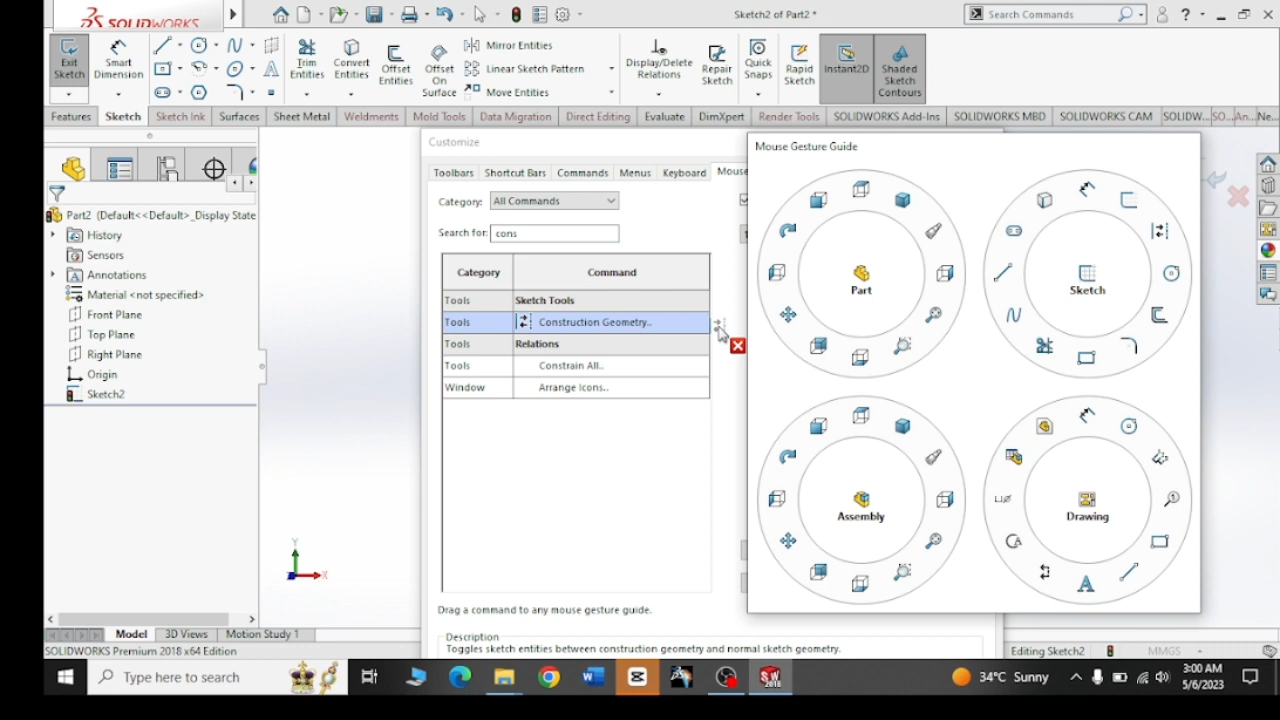 SOLIDWORKS
Sketch2 of Part2 *
Search Commands
?
Exit Sketch
Smart Dimension
Trim Entities
Convert Entities
Offset Entities
Offset On Surface
Mirror Entities
Linear Sketch Pattern
Move Entities
Display/Delete Relations
Repair Sketch
Quick Snaps
Rapid Sketch
Instant2D
Shaded Sketch Contours
Features
Sketch
Sketch Ink
Surfaces
Sheet Metal
Weldments
Mold Tools
Data Migration
Direct Editing
Evaluate
DimXpert
Render Tools
SOLIDWORKS Add-Ins
SOLIDWORKS MBD
SOLIDWORKS CAM
SOLIDW...
SO...
An...
Ne...
Part2 (Default<<Default>_Display State
History
Sensors
Annotations
Material <not specified>
Front Plane
Top Plane
Right Plane
Origin
Sketch2
Customize
Toolbars
Shortcut Bars
Commands
Menus
Keyboard
Mous
Category:
All Commands
Search for:
cons
Category
Command
Tools
Sketch Tools
Tools
Construction Geometry..
Tools
Relations
Tools
Constrain All..
Window
Arrange Icons..
Drag a command to any mouse gesture guide.
Description
Toggles sketch entities between construction geometry and normal sketch geometry.
Mouse Gesture Guide
Part
Sketch
Assembly
Drawing
Y
X
Model
3D Views
Motion Study 1
SOLIDWORKS Premium 2018 x64 Edition
Editing Sketch2
MMGS
Type here to search
SW
2018
34°C Sunny
3:00 AM
5/6/2023